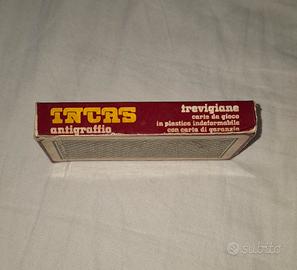 INCAS
antigraffio
trevigiane
carte da gioco
in plastica indeformabile
con carta di garanzia
subito